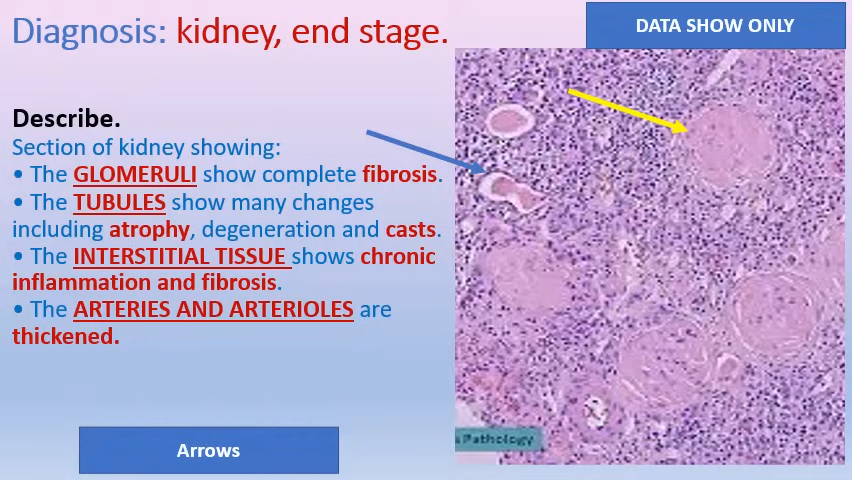 Diagnosis: kidney, end stage.
DATA SHOW ONLY
Describe.
Section of kidney showing:
• The GLOMERULI show complete fibrosis.
• The TUBULES show many changes
including atrophy, degeneration and casts.
• The INTERSTITIAL TISSUE shows chronic
inflammation and fibrosis.
• The ARTERIES AND ARTERIOLES are
thickened.
Pathology
Arrows